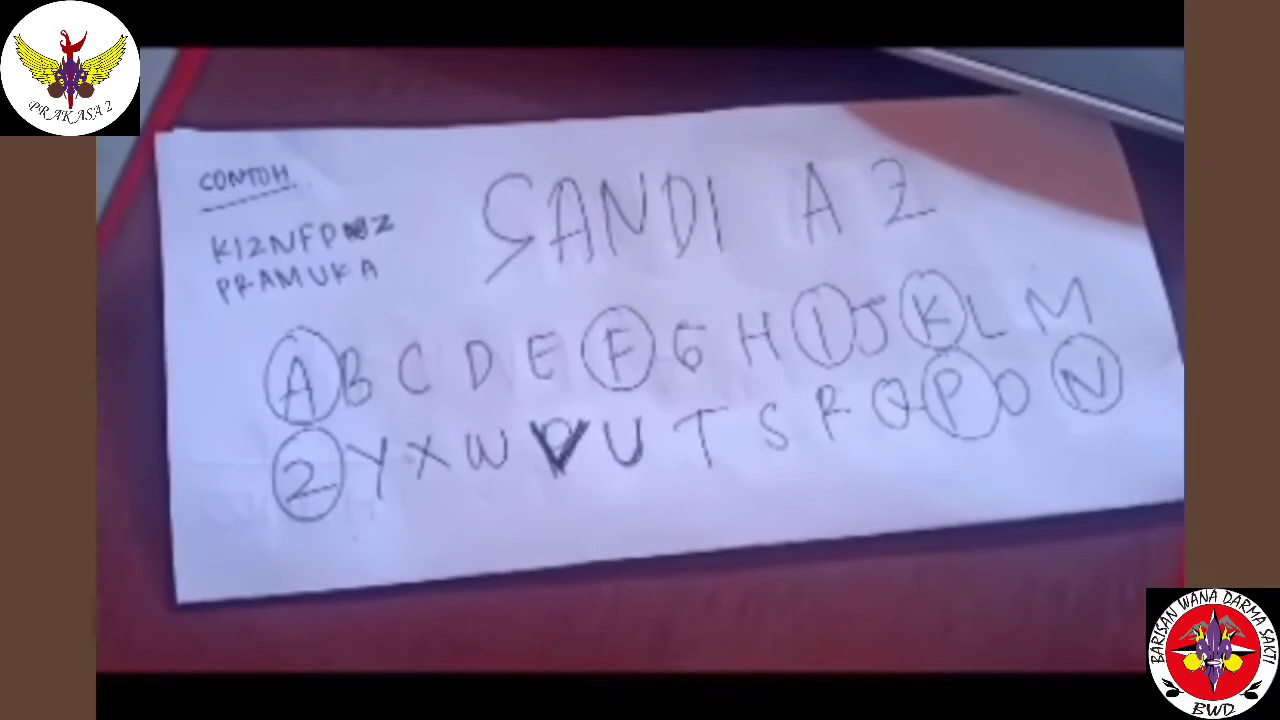 PRAKASA 2
CONTOH
SANDI A Z
KIZNFPZ
PRAMUKA
A B C D E F G H I J K L M
Z Y X W V U T S R Q P O N
BARISAN WANA DARMA SAKTI
BWD